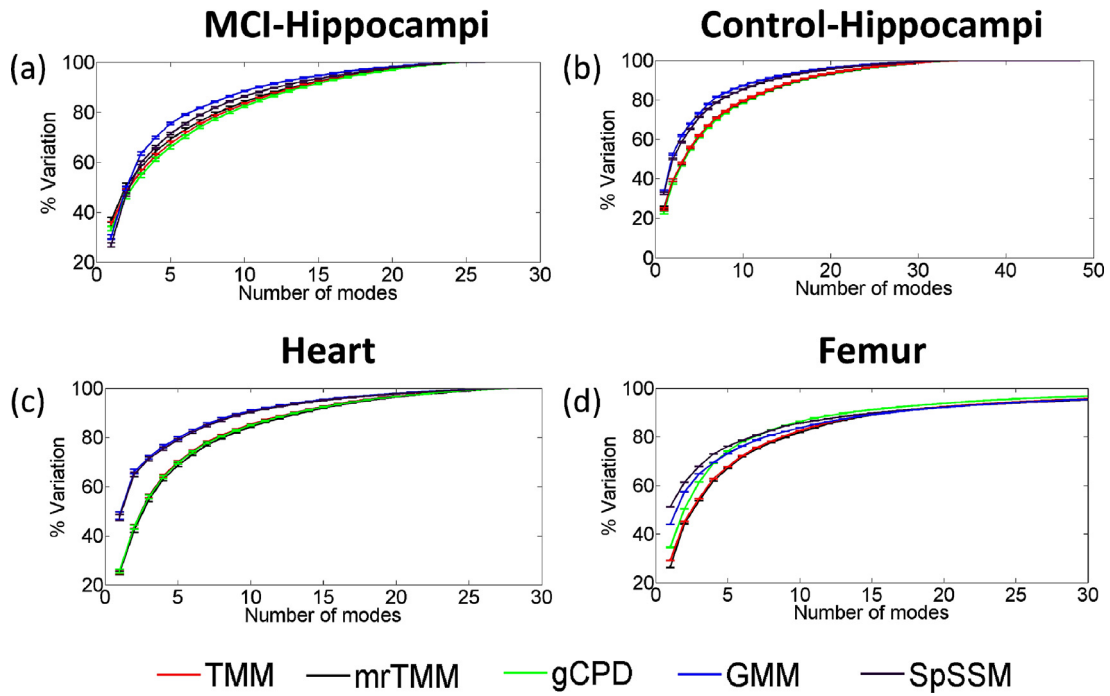 MCI-Hippocampi
Control-Hippocampi
(a)
100
80
60
40
20
% Variation
0 5 10 15 20 25 30
Number of modes
(b)
100
80
60
40
20
0
% Variation
0 10 20 30 40 50
Number of modes
Heart
Femur
(c)
100
80
60
40
20
% Variation
0 5 10 15 20 25 30
Number of modes
(d)
100
80
60
40
20
% Variation
0 5 10 15 20 25 30
Number of modes
TMM mrTMM gCPD GMM SpSSM